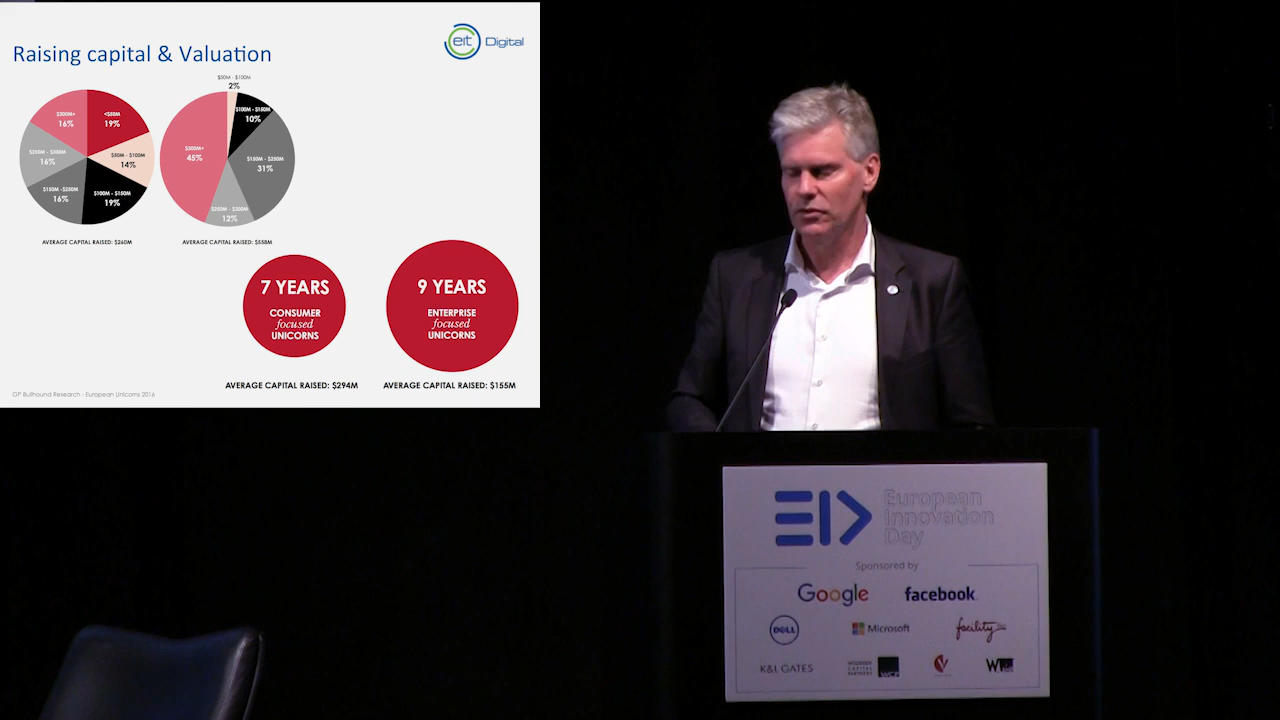 Raising capital & Valuation
eit Digital
$300M+
16%
<$50M
19%
$250M - $300M
16%
$50M - $100M
14%
$150M -$250M
16%
$100M - $150M
19%
AVERAGE CAPITAL RAISED: $260M
$50M - $100M
2%
$100M - $150M
10%
$300M+
45%
$150M - $250M
31%
$250M - $300M
12%
AVERAGE CAPITAL RAISED: $558M
7 YEARS
CONSUMER
focused
UNICORNS
AVERAGE CAPITAL RAISED: $294M
9 YEARS
ENTERPRISE
focused
UNICORNS
AVERAGE CAPITAL RAISED: $155M
GP Bullhound Research - European Unicorns 2016
European
Innovation
Day
Sponsored by
Google facebook
DELL Microsoft facility
K&L GATES
CAPITAL
PARTNERS
WCP